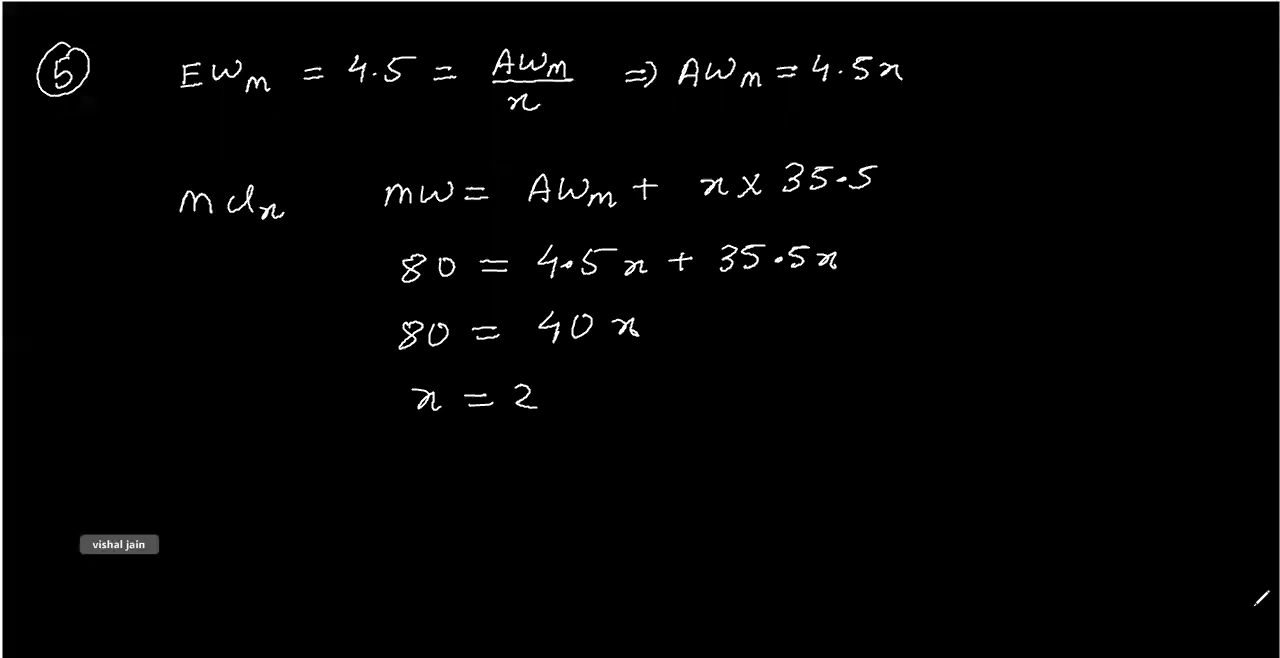 ⑤ EWm = 4.5 = AWm/x ⇒ AWm = 4.5x
MClx MW = AWm + x × 35.5
80 = 4.5x + 35.5x
80 = 40x
x = 2
vishal jain